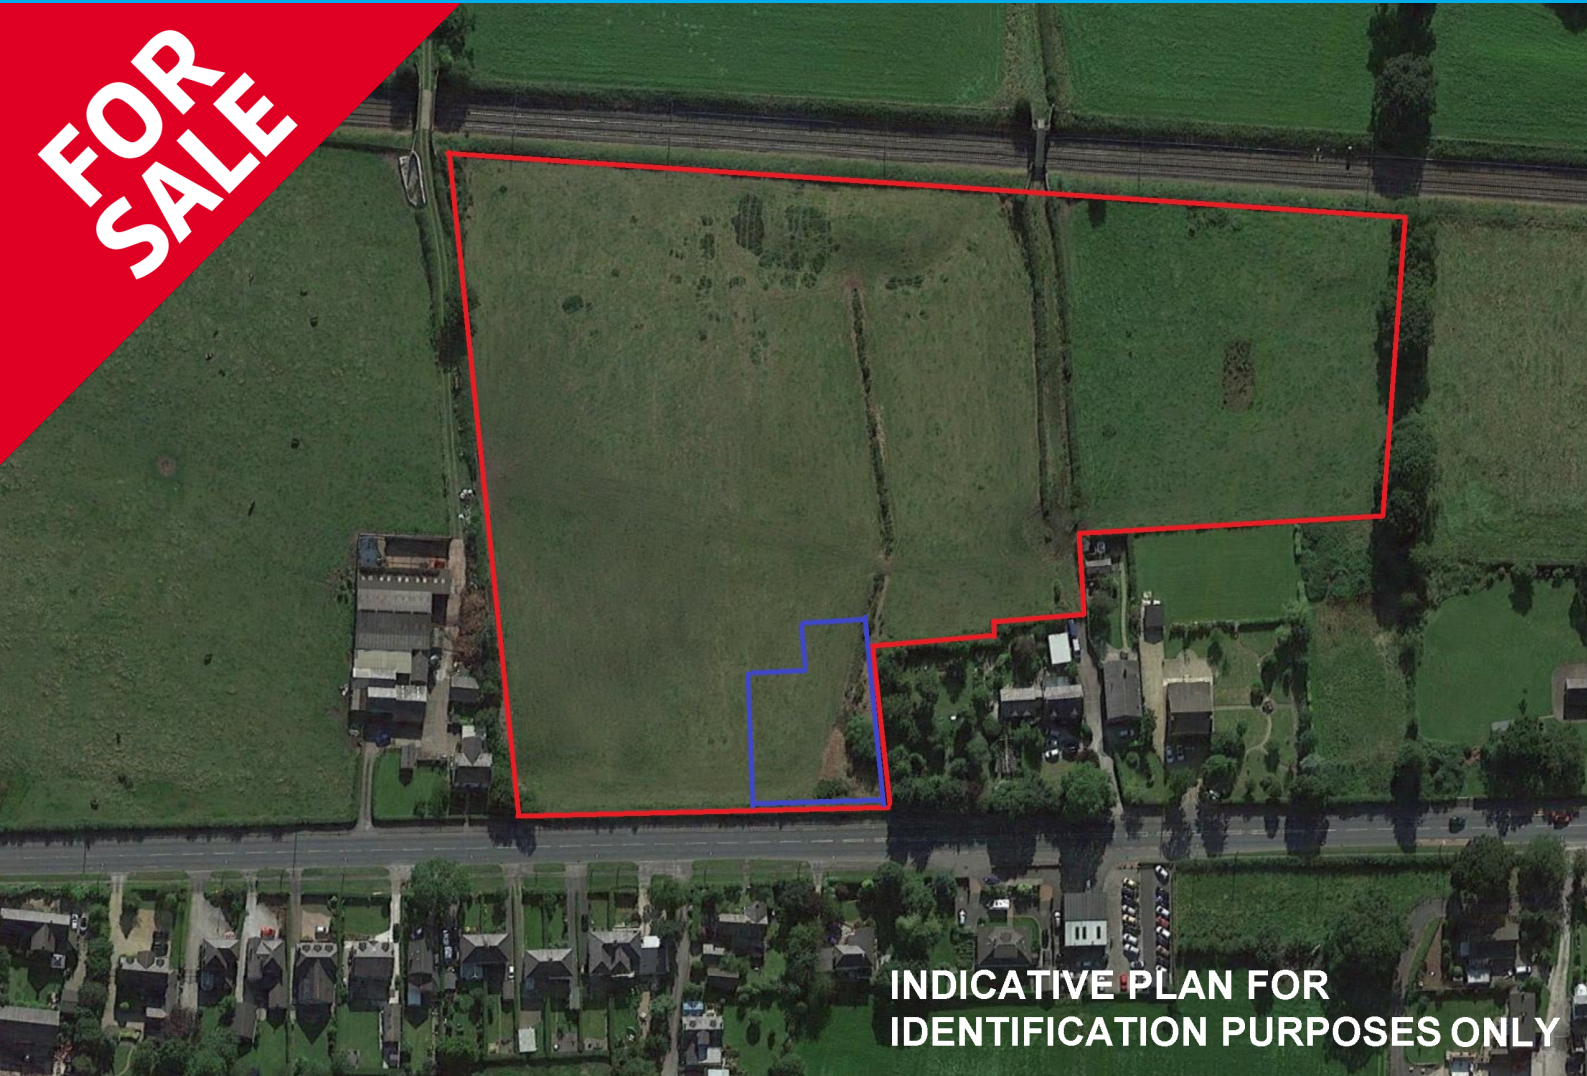 FOR
SALE
INDICATIVE PLAN FOR
IDENTIFICATION PURPOSES ONLY